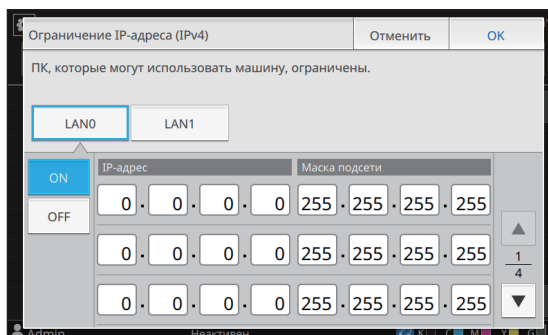 Ограничение IP-адреса (IPv4) Отменить OK
ПК, которые могут использовать машину, ограничены.
LAN0 LAN1
ON
OFF
IP-адрес Маска подсети
0 . 0 . 0 . 0 255 . 255 . 255 . 255
0 . 0 . 0 . 0 255 . 255 . 255 . 255
0 . 0 . 0 . 0 255 . 255 . 255 . 255
1
4
Admin Неактивен K C M Y